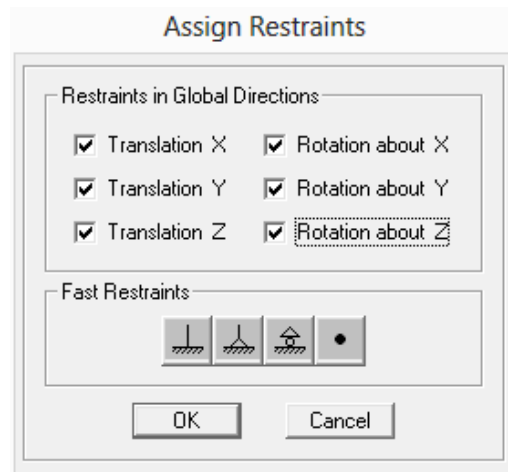 Assign Restraints
Restraints in Global Directions
Translation X Rotation about X
Translation Y Rotation about Y
Translation Z Rotation about Z
Fast Restraints
OK Cancel